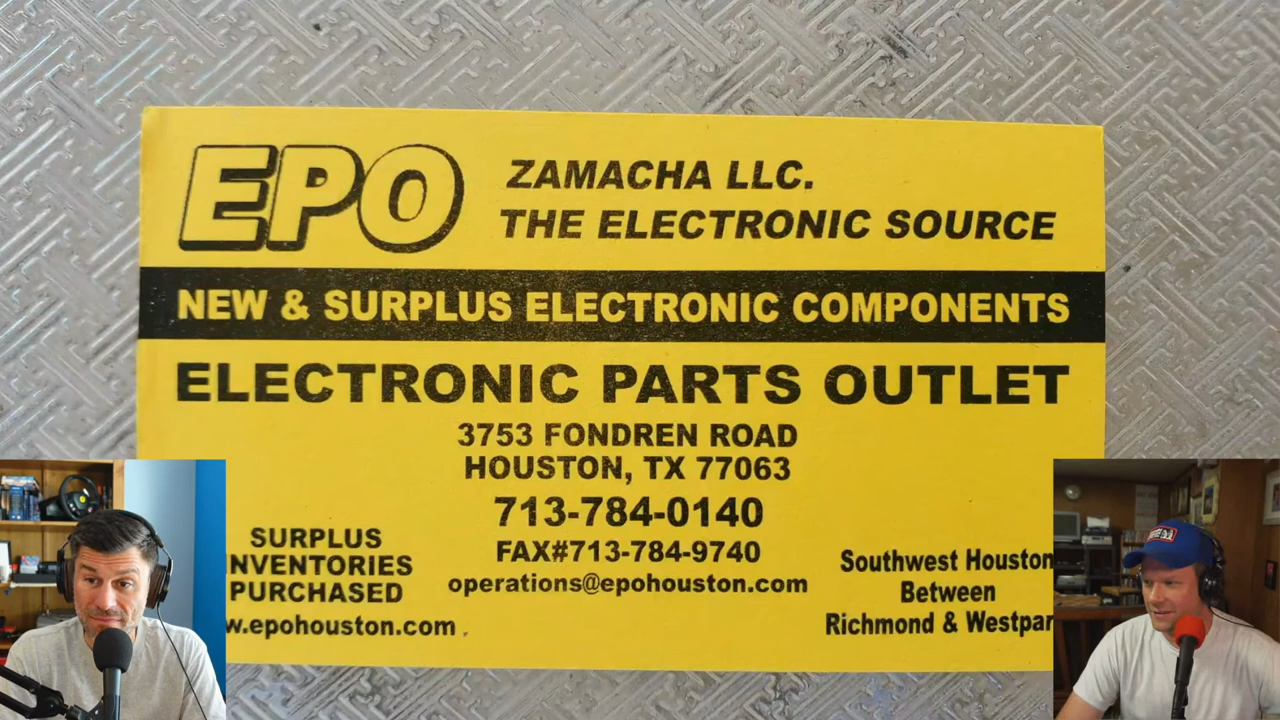 EPO
ZAMACHA LLC.
THE ELECTRONIC SOURCE
NEW & SURPLUS ELECTRONIC COMPONENTS
ELECTRONIC PARTS OUTLET
3753 FONDREN ROAD
HOUSTON, TX 77063
713-784-0140
FAX#713-784-9740
operations@epohouston.com
SURPLUS
NVENTORIES
PURCHASED
w.epohouston.com
Southwest Houston
Between
Richmond & Westpar